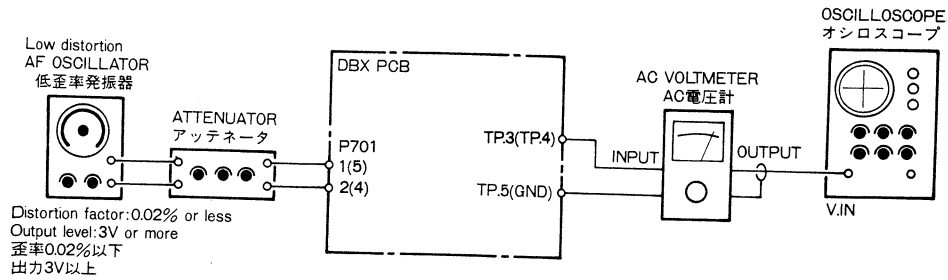 Low distortion
AF OSCILLATOR
低歪率発振器
ATTENUATOR
アッテネータ
DBX PCB
P701
1(5)
2(4)
TP.3(TP.4)
TP.5(GND)
AC VOLTMETER
AC電圧計
INPUT
OUTPUT
OSCILLOSCOPE
オシロスコープ
V.IN
Distortion factor:0.02% or less
Output level:3V or more
歪率0.02%以下
出力3V以上